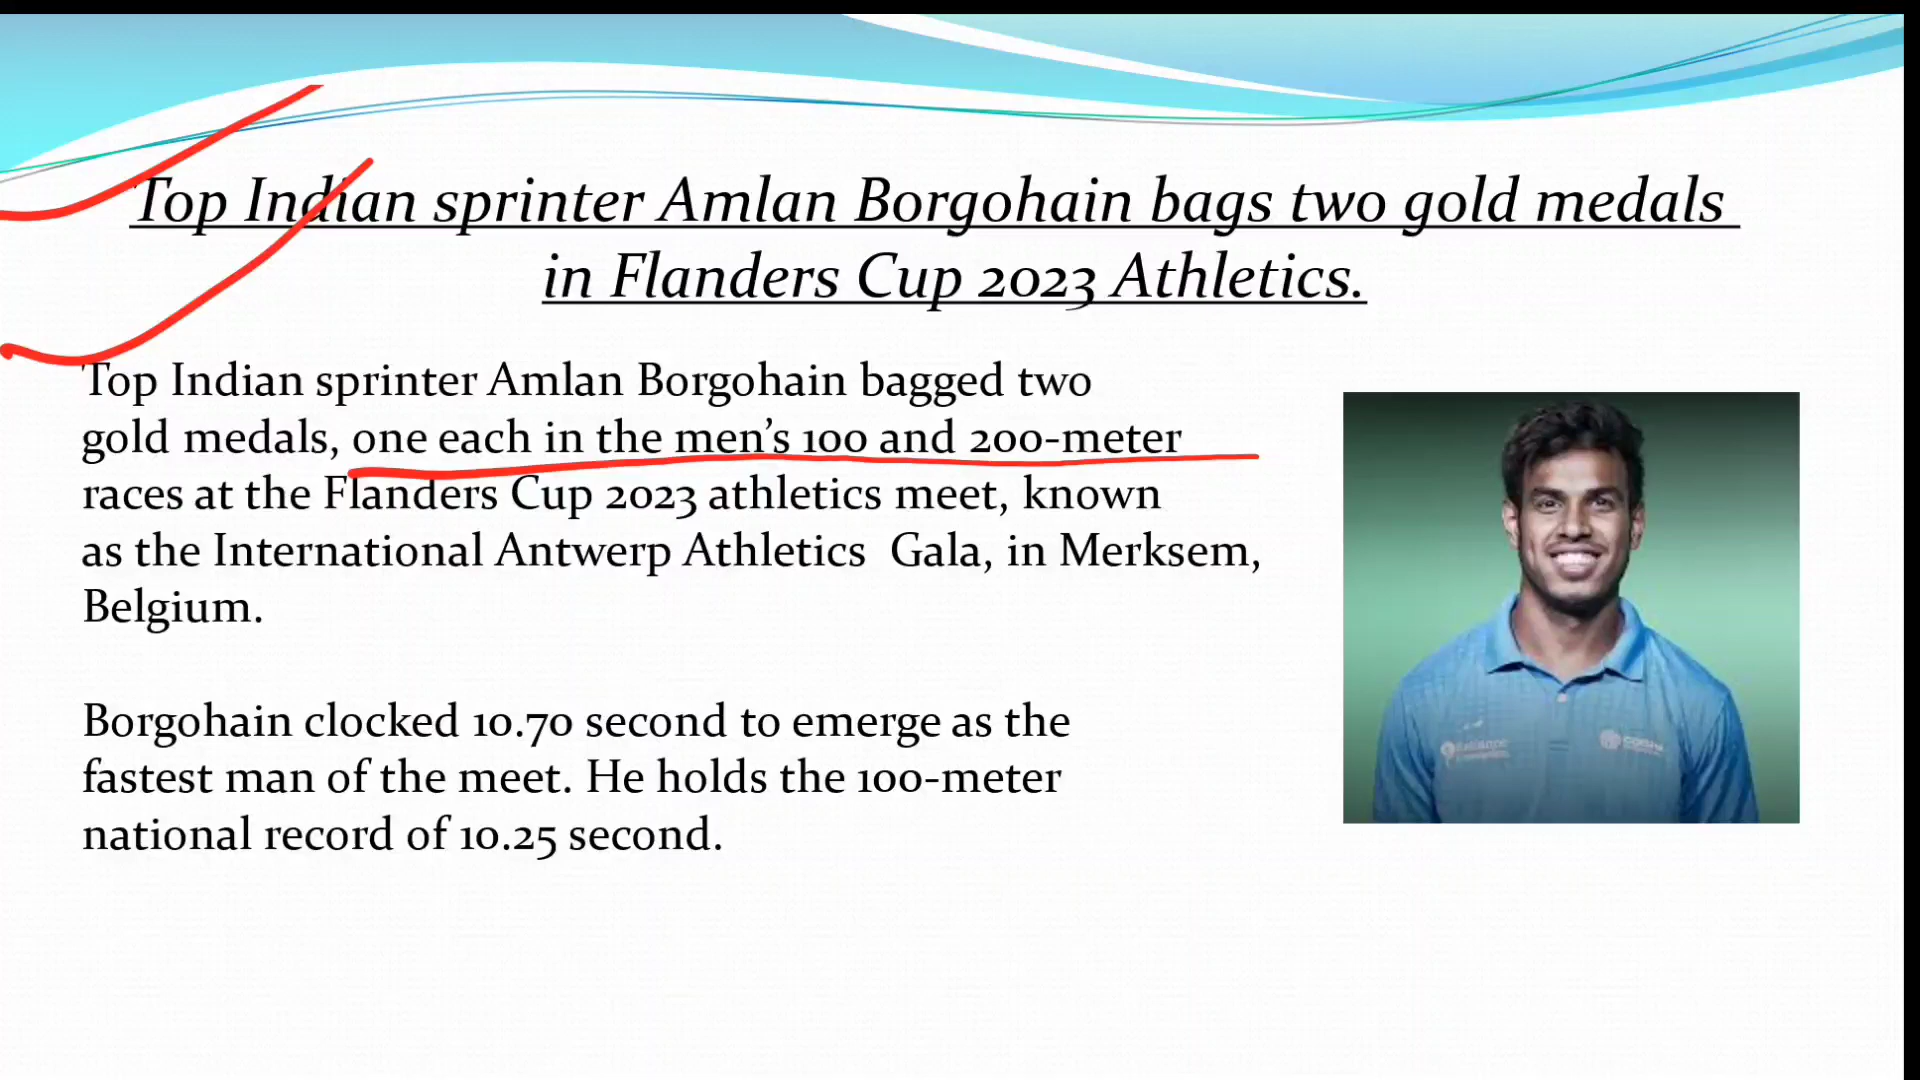 Top Indian sprinter Amlan Borgohain bags two gold medals
in Flanders Cup 2023 Athletics.
Top Indian sprinter Amlan Borgohain bagged two
gold medals, one each in the men’s 100 and 200-meter
races at the Flanders Cup 2023 athletics meet, known
as the International Antwerp Athletics Gala, in Merksem,
Belgium.
Borgohain clocked 10.70 second to emerge as the
fastest man of the meet. He holds the 100-meter
national record of 10.25 second.